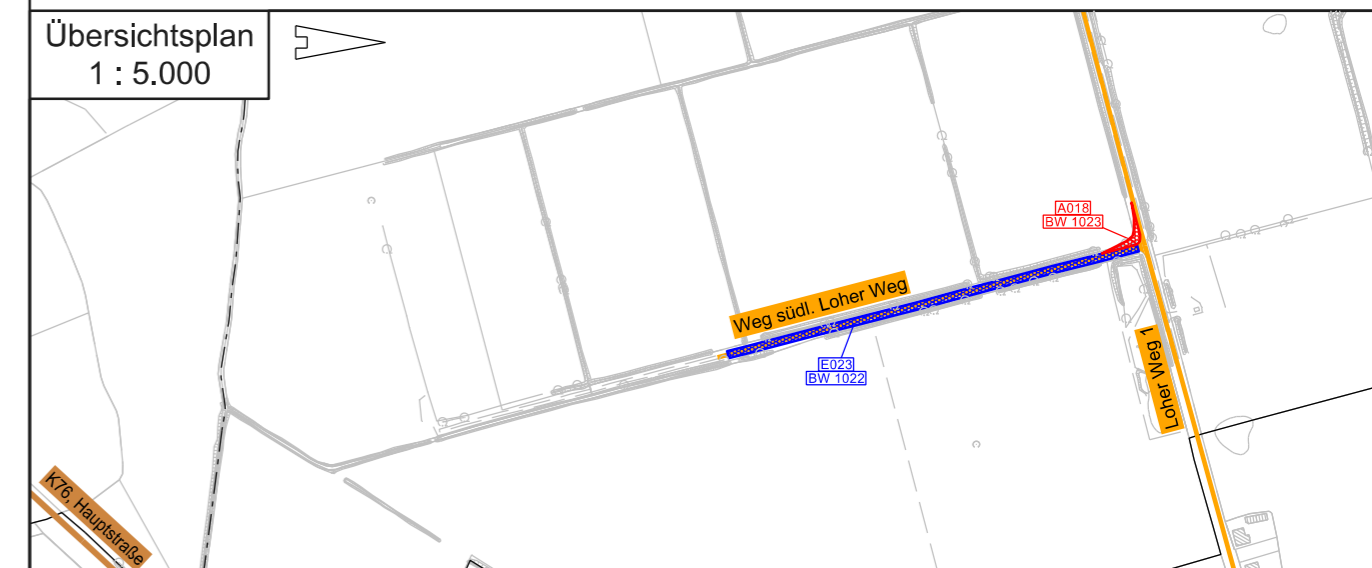 Übersichtsplan
1 : 5.000
A018
BW 1023
Weg südl. Loher Weg
E023
BW 1022
Loher Weg 1
K76, Hauptstraße